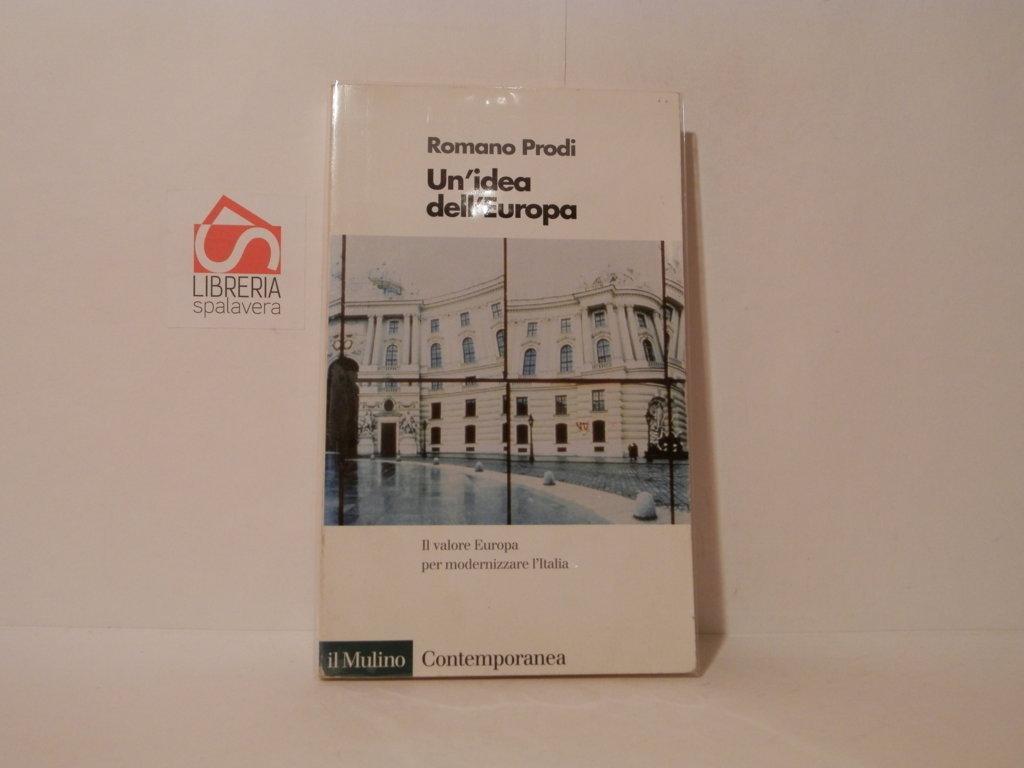 Romano Prodi
Un'idea
dell'Europa
LIBRERIA
spalavera
Il valore Europa
per modernizzare l'Italia
il Mulino
Contemporanea